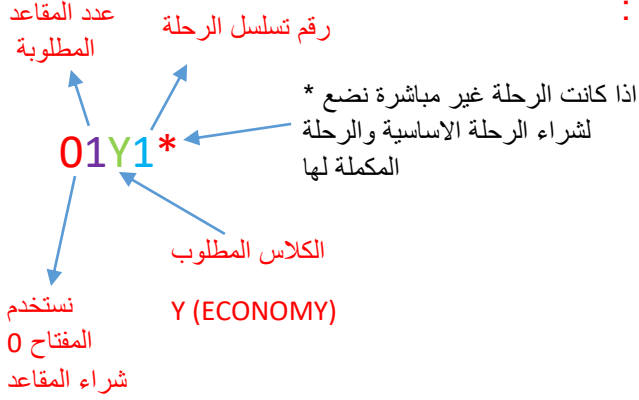 :
عدد المقاعد
المطلوبة
رقم تسلسل الرحلة
اذا كانت الرحلة غير مباشرة نضع *
لشراء الرحلة الاساسية والرحلة
المكملة لها
01Y1*
الكلاس المطلوب
Y (ECONOMY)
نستخدم
المفتاح 0
شراء المقاعد